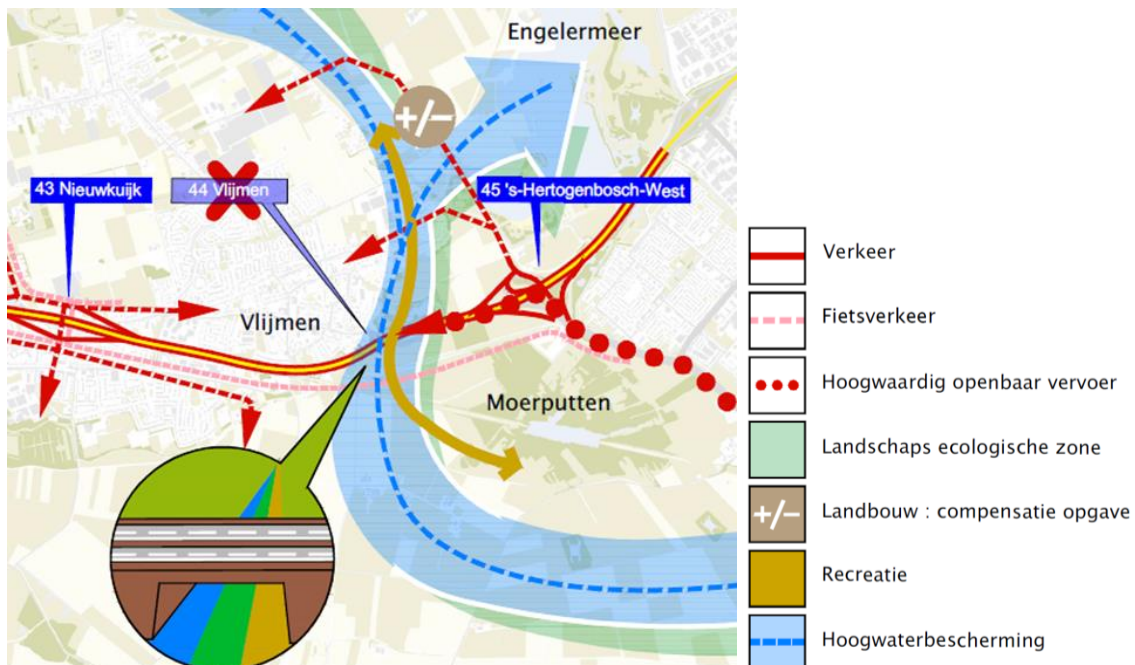 Engelermeer
+/−
43 Nieuwkuijk
44 Vlijmen
45 's-Hertogenbosch-West
Vlijmen
Moerputten
Verkeer
Fietsverkeer
Hoogwaardig openbaar vervoer
Landschaps ecologische zone
+/− Landbouw : compensatie opgave
Recreatie
Hoogwaterbescherming